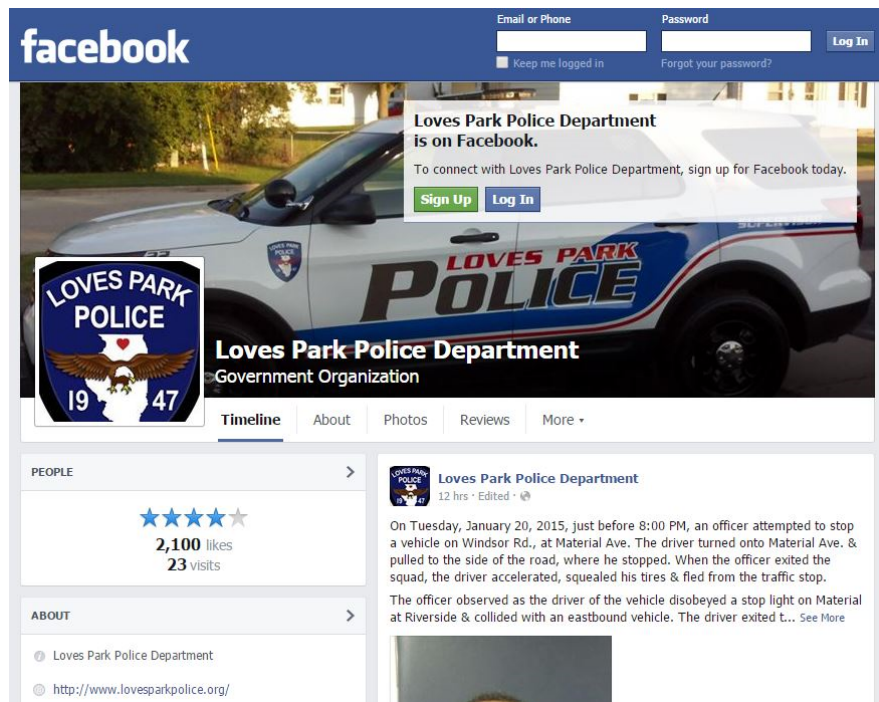 Email or Phone
Password
facebook
Log In
Keep me logged in
Forgot your password?
Loves Park Police Department
is on Facebook.
To connect with Loves Park Police Department, sign up for Facebook today.
Sign Up
Log In
SUPERVISOR
LOVES PARK
POLICE
LOVES PARK
POLICE
19 47
Loves Park Police Department
Government Organization
Timeline
About
Photos
Reviews
More
PEOPLE
2,100 likes
23 visits
ABOUT
Loves Park Police Department
http://www.lovesparkpolice.org/
LOVES PARK
POLICE
19 47
Loves Park Police Department
12 hrs · Edited ·
On Tuesday, January 20, 2015, just before 8:00 PM, an officer attempted to stop
a vehicle on Windsor Rd., at Material Ave. The driver turned onto Material Ave. &
pulled to the side of the road, where he stopped. When the officer exited the
squad, the driver accelerated, squealed his tires & fled from the traffic stop.
The officer observed as the driver of the vehicle disobeyed a stop light on Material
at Riverside & collided with an eastbound vehicle. The driver exited t... See More